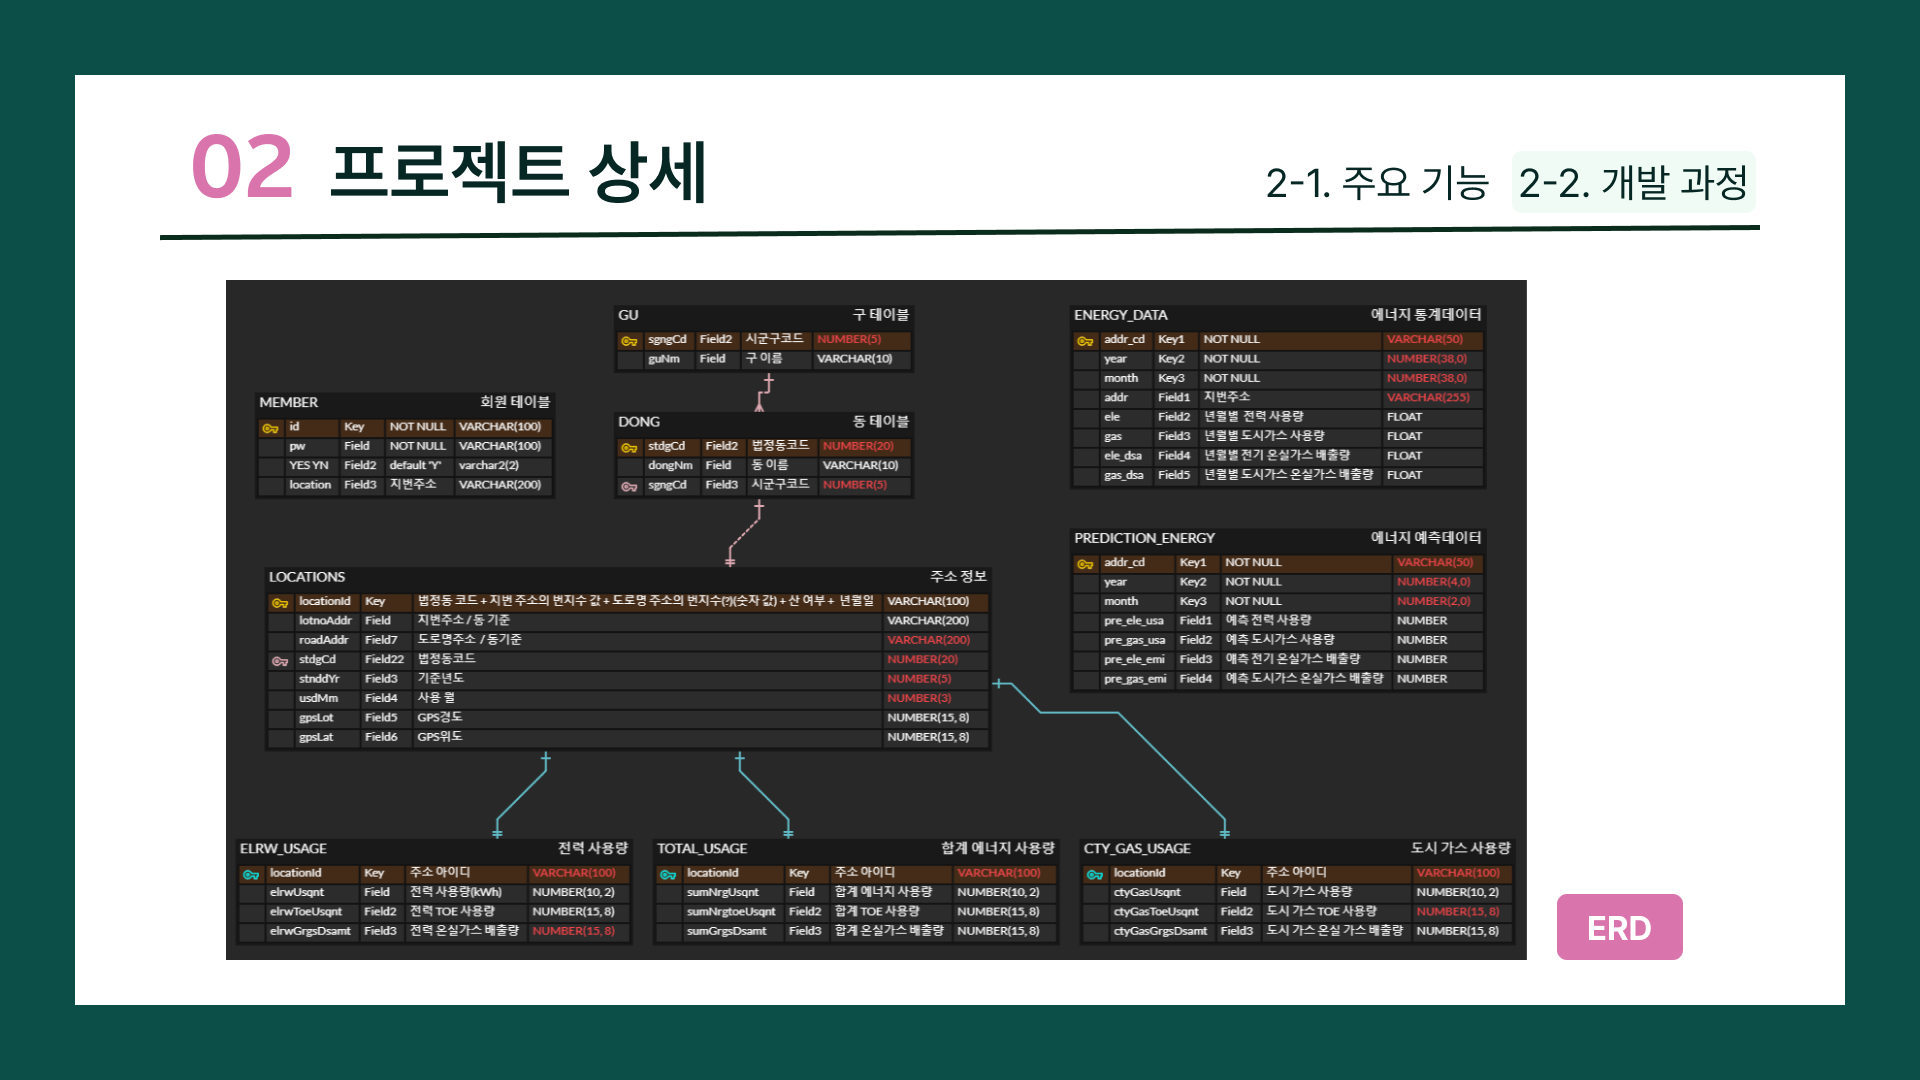 02 프로젝트 상세
2-1. 주요 기능 2-2. 개발 과정
GU 구 테이블
sgngCd Field2 시군구코드 NUMBER(5)
guNm Field 구 이름 VARCHAR(10)
ENERGY_DATA 에너지 통계데이터
addr_cd Key1 NOT NULL VARCHAR(50)
year Key2 NOT NULL NUMBER(38,0)
month Key3 NOT NULL NUMBER(38,0)
addr Field1 지번주소 VARCHAR(255)
ele Field2 년월별 전력 사용량 FLOAT
gas Field3 년월별 도시가스 사용량 FLOAT
ele_dsa Field4 년월별 전기 온실가스 배출량 FLOAT
gas_dsa Field5 년월별 도시가스 온실가스 배출량 FLOAT
MEMBER 회원 테이블
id Key NOT NULL VARCHAR(100)
pw Field NOT NULL VARCHAR(100)
YES YN Field2 default 'Y' varchar2(2)
location Field3 지번주소 VARCHAR(200)
DONG 동 테이블
stdgCd Field2 법정동코드 NUMBER(20)
dongNm Field 동 이름 VARCHAR(10)
sgngCd Field3 시군구코드 NUMBER(5)
PREDICTION_ENERGY 에너지 예측데이터
addr_cd Key1 NOT NULL VARCHAR(50)
year Key2 NOT NULL NUMBER(4,0)
month Key3 NOT NULL NUMBER(2,0)
pre_ele_usa Field1 예측 전력 사용량 NUMBER
pre_gas_usa Field2 예측 도시가스 사용량 NUMBER
pre_ele_emi Field3 예측 전기 온실가스 배출량 NUMBER
pre_gas_emi Field4 예측 도시가스 온실가스 배출량 NUMBER
LOCATIONS 주소 정보
locationId Key 법정동 코드 + 지번 주소의 번지수 값 + 도로명 주소의 번지수(?)(숫자 값) + 산 여부 + 년월일 VARCHAR(100)
lotnoAddr Field 지번주소 / 동 기준 VARCHAR(200)
roadAddr Field7 도로명주소 / 동기준 VARCHAR(200)
stdgCd Field22 법정동코드 NUMBER(20)
stnddYr Field3 기준년도 NUMBER(5)
usdMm Field4 사용 월 NUMBER(3)
gpsLot Field5 GPS경도 NUMBER(15, 8)
gpsLat Field6 GPS위도 NUMBER(15, 8)
ELRW_USAGE 전력 사용량
locationId Key 주소 아이디 VARCHAR(100)
elrwUsqnt Field 전력 사용량(kWh) NUMBER(10, 2)
elrwToeUsqnt Field2 전력 TOE 사용량 NUMBER(15, 8)
elrwGrgsDsamt Field3 전력 온실가스 배출량 NUMBER(15, 8)
TOTAL_USAGE 합계 에너지 사용량
locationId Key 주소 아이디 VARCHAR(100)
sumNrgUsqnt Field 합계 에너지 사용량 NUMBER(10, 2)
sumNrgtoeUsqnt Field2 합계 TOE 사용량 NUMBER(15, 8)
sumGrgsDsamt Field3 합계 온실가스 배출량 NUMBER(15, 8)
CTY_GAS_USAGE 도시 가스 사용량
locationId Key 주소 아이디 VARCHAR(100)
ctyGasUsqnt Field 도시 가스 사용량 NUMBER(10, 2)
ctyGasToeUsqnt Field2 도시 가스 TOE 사용량 NUMBER(15, 8)
ctyGasGrgsDsamt Field3 도시 가스 온실 가스 배출량 NUMBER(15, 8)
ERD